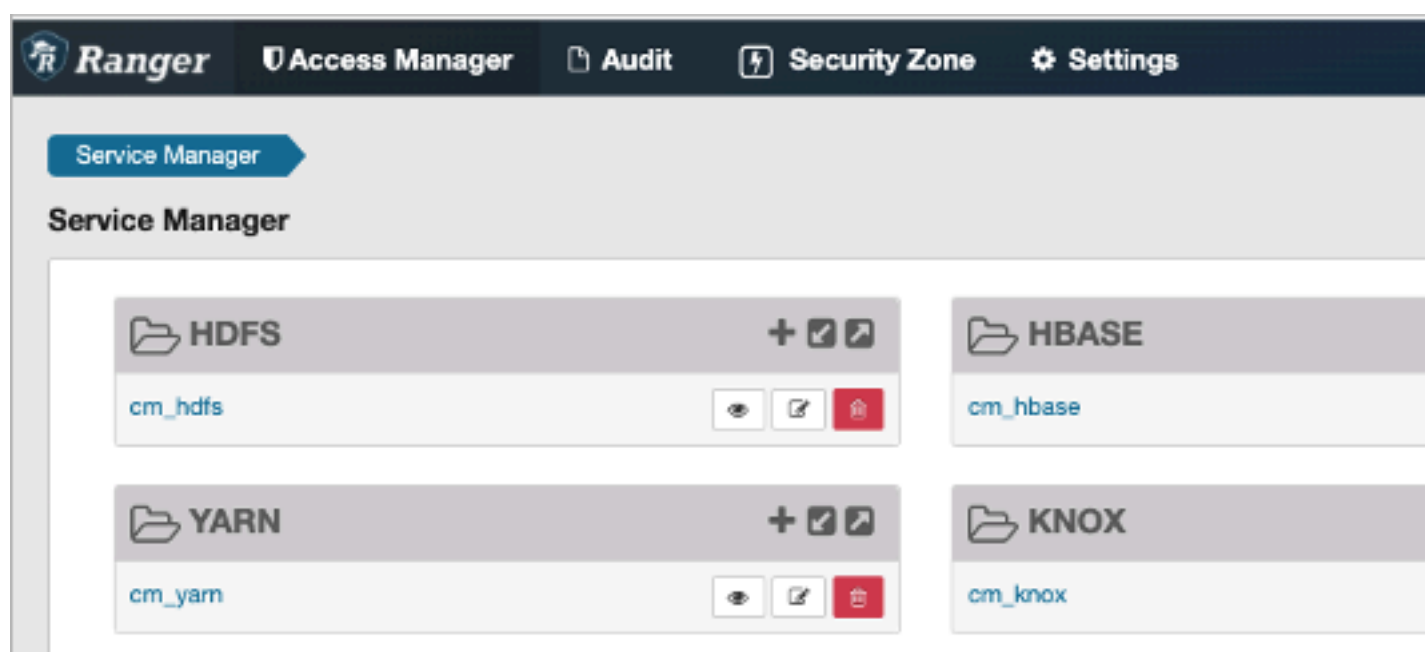 Ranger Access Manager Audit Security Zone Settings
Service Manager
Service Manager
HDFS HBASE
cm_hdfs cm_hbase
YARN KNOX
cm_yarn cm_knox